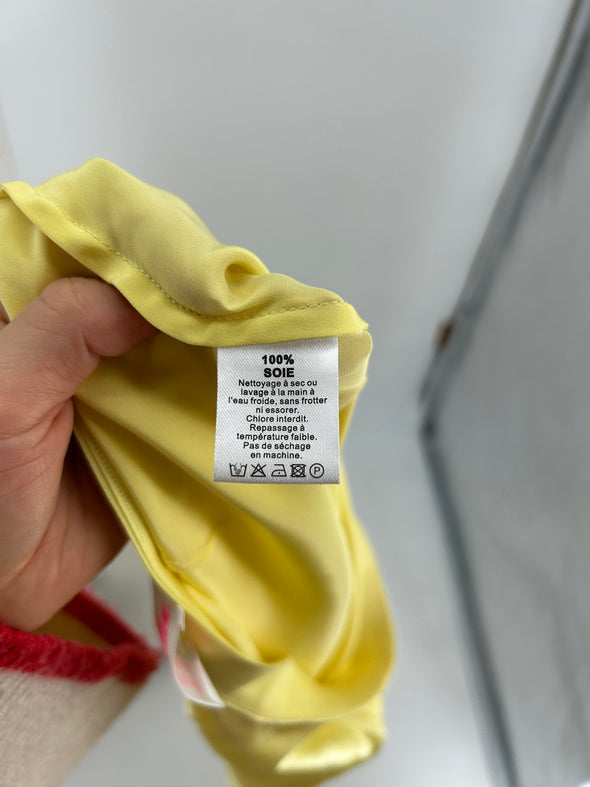 100%
SOIE
Nettoyage à sec ou
lavage à la main à
l'eau froide, sans frotter
ni essorer.
Chlore interdit.
Repassage à
température faible.
Pas de séchage
en machine.
P